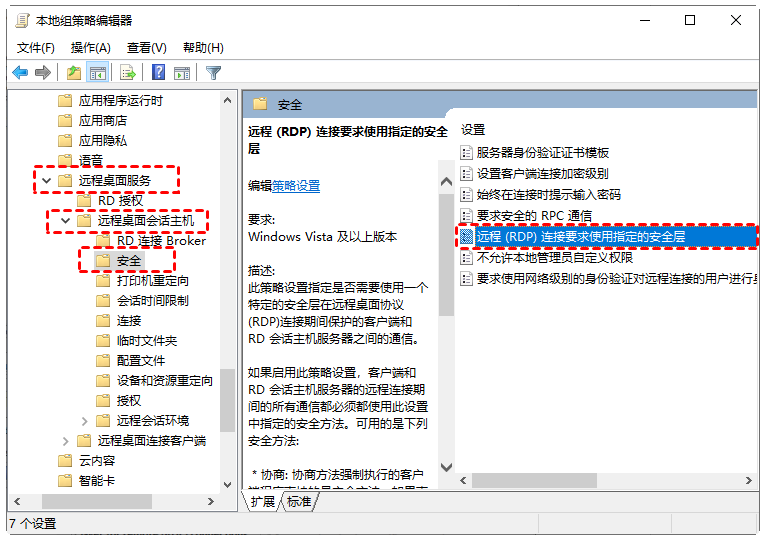 本地组策略编辑器
文件(F) 操作(A) 查看(V) 帮助(H)
应用程序运行时
应用商店
应用隐私
语音
远程桌面服务
RD 授权
远程桌面会话主机
RD 连接 Broker
安全
打印机重定向
会话时间限制
连接
临时文件夹
配置文件
设备和资源重定向
授权
远程会话环境
远程桌面连接客户端
云内容
智能卡
安全
远程 (RDP) 连接要求使用指定的安全
层
编辑策略设置
要求:
Windows Vista 及以上版本
描述:
此策略设置指定是否需要使用一个
特定的安全层在远程桌面协议
(RDP)连接期间保护的客户端和
RD 会话主机服务器之间的通信。
如果启用此策略设置，客户端和
RD 会话主机服务器的远程连接期
间的所有通信都必须都使用此设置
中指定的安全方法。可用的是下列
安全方法:
* 协商: 协商方法强制执行的客户
设置
服务器身份验证证书模板
设置客户端连接加密级别
始终在连接时提示输入密码
要求安全的 RPC 通信
远程 (RDP) 连接要求使用指定的安全层
不允许本地管理员自定义权限
要求使用网络级别的身份验证对远程连接的用户进行身
扩展 标准
7 个设置